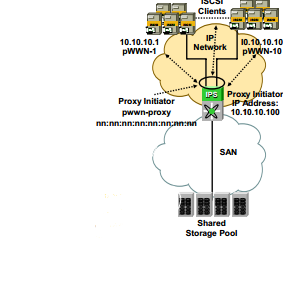 iSCSI
Clients
IP
Network
10.10.10.1
pWWN-1
10.10.10.10
pWWN-10
IPS
Proxy Initiator
pwwn-proxy
nn:nn:nn:nn:nn:nn:nn:nn
Proxy Initiator
IP Address:
10.10.10.100
SAN
Shared
Storage Pool